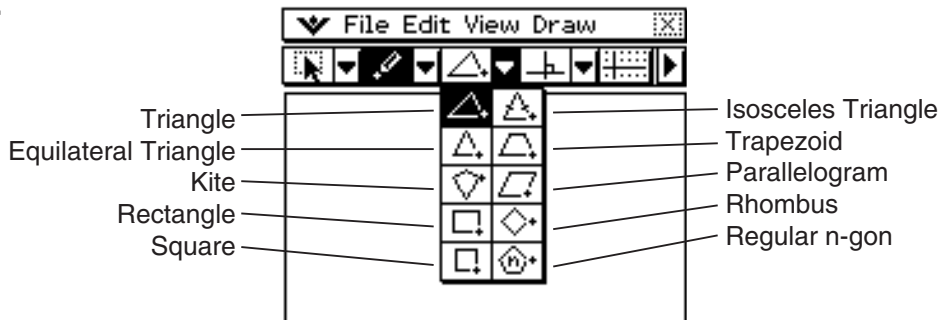 File Edit View Draw
Triangle
Equilateral Triangle
Kite
Rectangle
Square
Isosceles Triangle
Trapezoid
Parallelogram
Rhombus
Regular n-gon
n